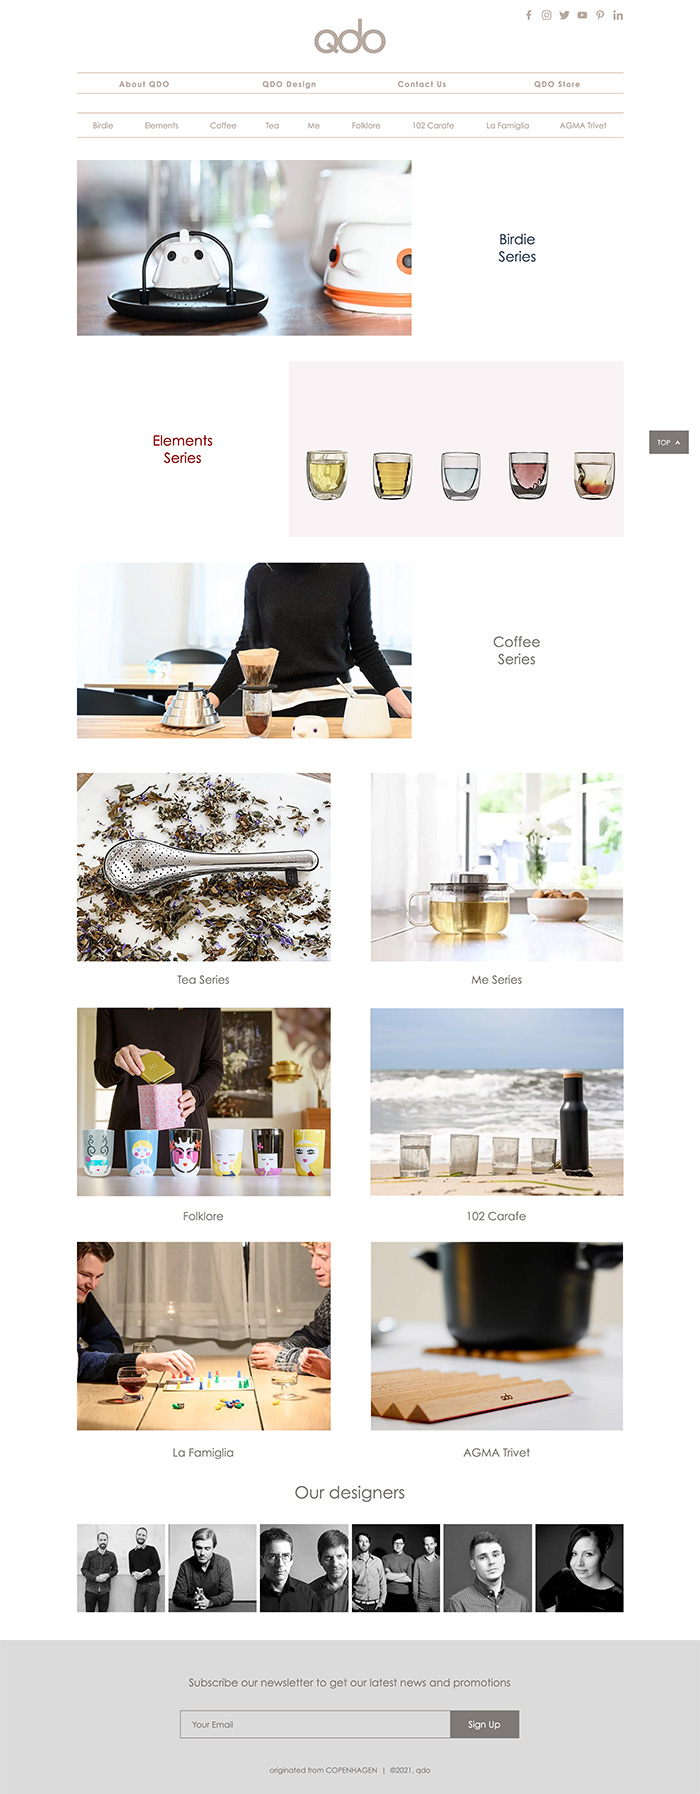 qdo
About QDO
QDO Design
Contact Us
QDO Store
Birdie
Elements
Coffee
Tea
Me
Folklore
102 Carafe
La Famiglia
AGMA Trivet
Birdie
Series
Elements
Series
TOP
Coffee
Series
Tea Series
Me Series
Folklore
102 Carafe
qdo
La Famiglia
AGMA Trivet
Our designers
Subscribe our newsletter to get our latest news and promotions
Your Email
Sign Up
originated from COPENHAGEN | ©2021, qdo